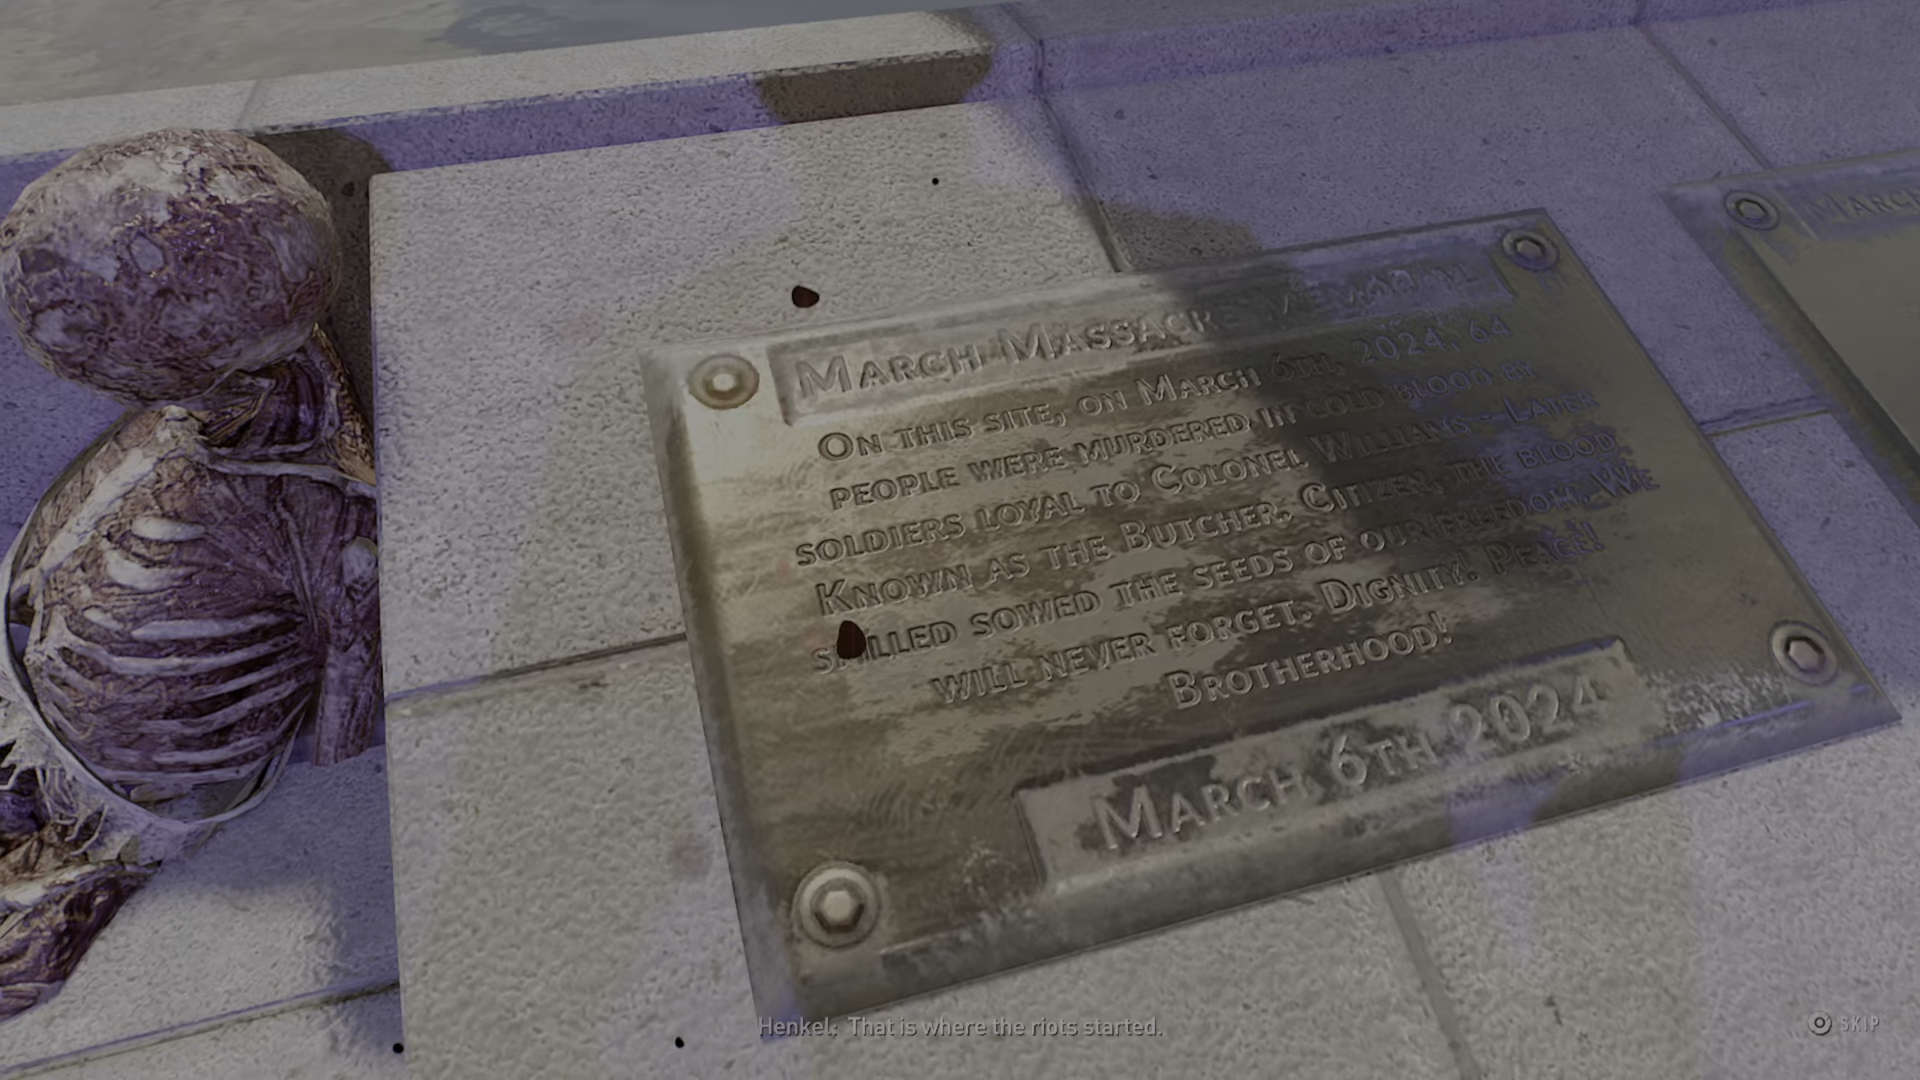 March Massacre Memorial
On this site, on March 6th, 2024, 64
people were murdered in cold blood by
soldiers loyal to Colonel Williams - Later
Known as the Butcher. Citizen, the blood
spilled sowed the seeds of our freedom. We
will never forget. Dignity! Peace!
Brotherhood!
March 6th 2024
March
Henkel: That is where the riots started.
SKIP